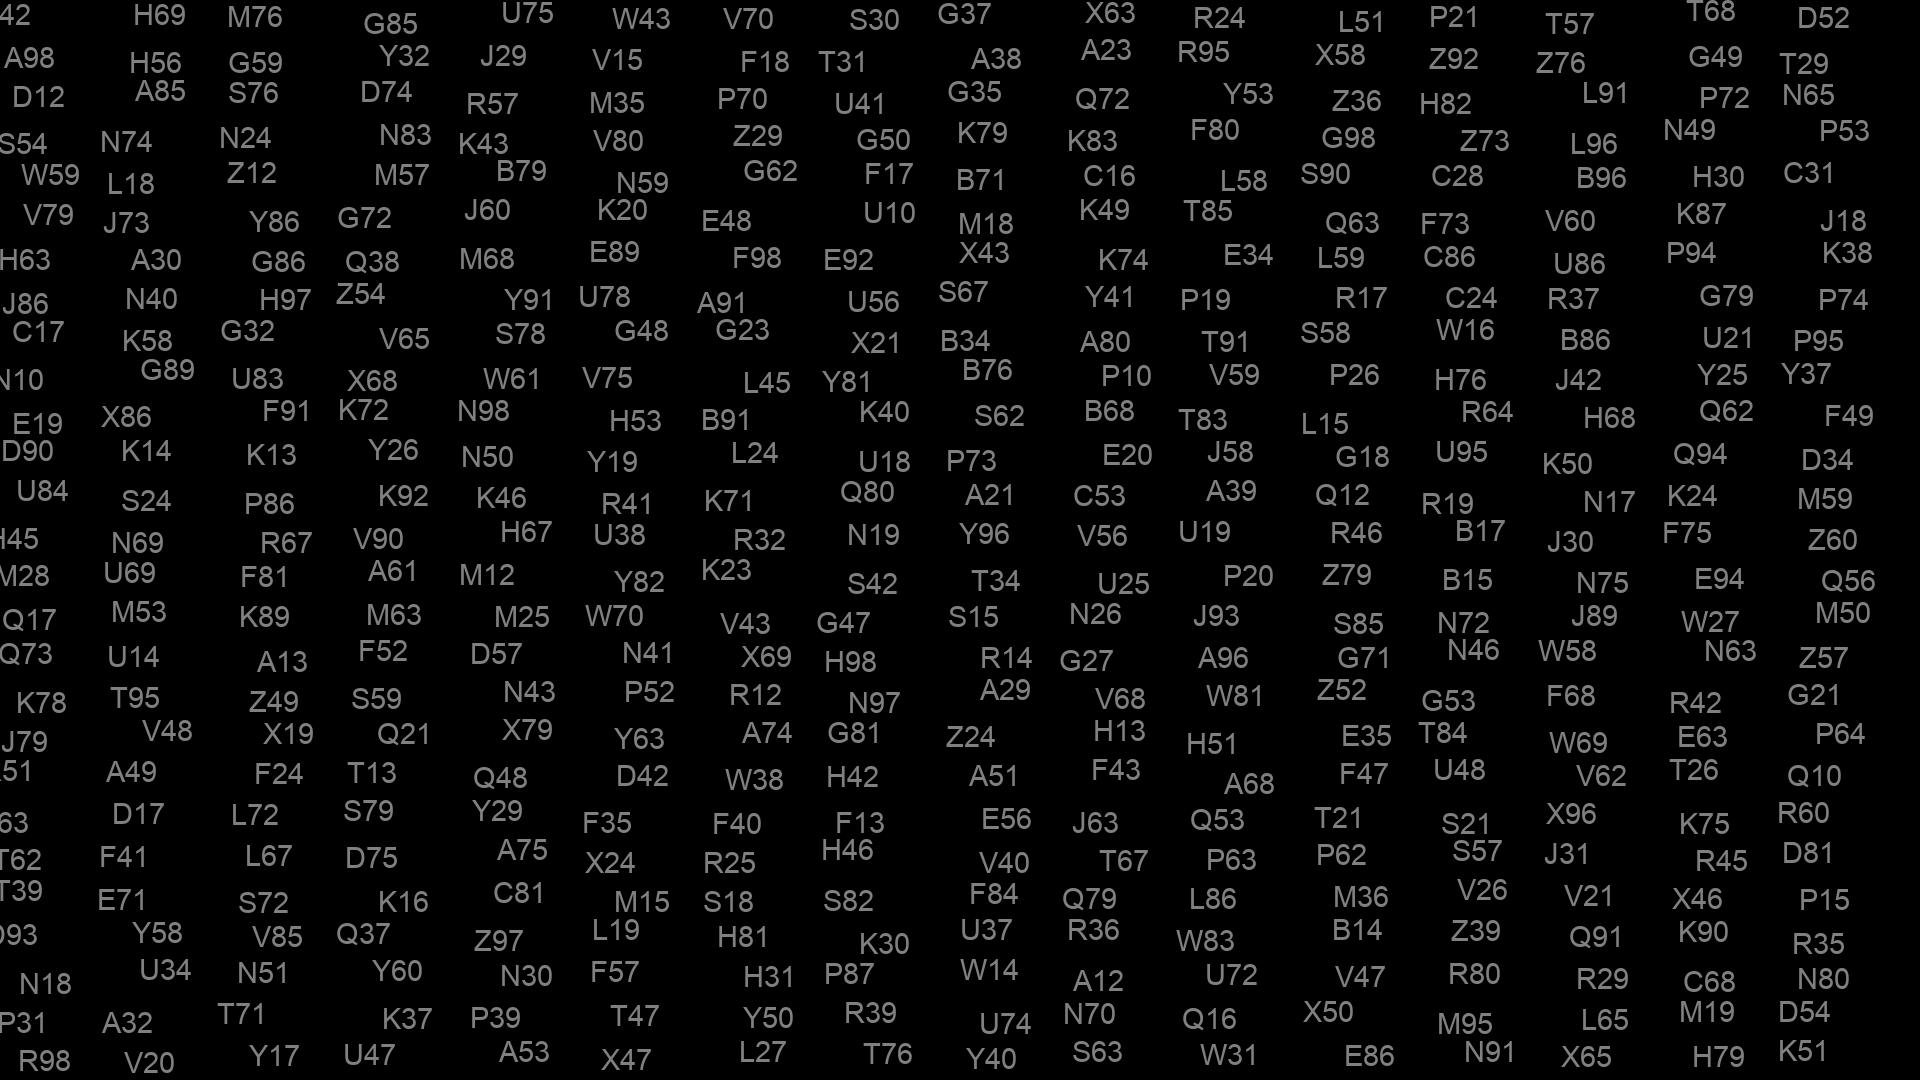 42 H69 M76 G85 U75 W43 V70 S30 G37 X63 R24 L51 P21 T57 T68 D52
A98 H56 G59 Y32 J29 V15 F18 T31 A38 A23 R95 X58 Z92 Z76 G49 T29
D12 A85 S76 D74 R57 M35 P70 U41 G35 Q72 Y53 Z36 H82 L91 P72 N65
S54 N74 N24 N83 K43 V80 Z29 G50 K79 K83 F80 G98 Z73 L96 N49 P53
W59 L18 Z12 M57 B79 N59 G62 F17 B71 C16 L58 S90 C28 B96 H30 C31
V79 J73 Y86 G72 J60 K20 E48 U10 M18 K49 T85 Q63 F73 V60 K87 J18
H63 A30 G86 Q38 M68 E89 F98 E92 X43 K74 E34 L59 C86 U86 P94 K38
J86 N40 H97 Z54 Y91 U78 A91 U56 S67 Y41 P19 R17 C24 R37 G79 P74
C17 K58 G32 V65 S78 G48 G23 X21 B34 A80 T91 S58 W16 B86 U21 P95
N10 G89 U83 X68 W61 V75 L45 Y81 B76 P10 V59 P26 H76 J42 Y25 Y37
E19 X86 F91 K72 N98 H53 B91 K40 S62 B68 T83 L15 R64 H68 Q62 F49
D90 K14 K13 Y26 N50 Y19 L24 U18 P73 E20 J58 G18 U95 K50 Q94 D34
U84 S24 P86 K92 K46 R41 K71 Q80 A21 C53 A39 Q12 R19 N17 K24 M59
H45 N69 R67 V90 H67 U38 R32 N19 Y96 V56 U19 R46 B17 J30 F75 Z60
M28 U69 F81 A61 M12 Y82 K23 S42 T34 U25 P20 Z79 B15 N75 E94 Q56
Q17 M53 K89 M63 M25 W70 V43 G47 S15 N26 J93 S85 N72 J89 W27 M50
Q73 U14 A13 F52 D57 N41 X69 H98 R14 G27 A96 G71 N46 W58 N63 Z57
K78 T95 Z49 S59 N43 P52 R12 N97 A29 V68 W81 Z52 G53 F68 R42 G21
J79 V48 X19 Q21 X79 Y63 A74 G81 Z24 H13 H51 E35 T84 W69 E63 P64
51 A49 F24 T13 Q48 D42 W38 H42 A51 F43 A68 F47 U48 V62 T26 Q10
63 D17 L72 S79 Y29 F35 F40 F13 E56 J63 Q53 T21 S21 X96 K75 R60
T62 F41 L67 D75 A75 X24 R25 H46 V40 T67 P63 P62 S57 J31 R45 D81
T39 E71 S72 K16 C81 M15 S18 S82 F84 Q79 L86 M36 V26 V21 X46 P15
93 Y58 V85 Q37 Z97 L19 H81 K30 U37 R36 W83 B14 Z39 Q91 K90 R35
N18 U34 N51 Y60 N30 F57 H31 P87 W14 A12 U72 V47 R80 R29 C68 N80
P31 A32 T71 K37 P39 T47 Y50 R39 U74 N70 Q16 X50 M95 L65 M19 D54
R98 V20 Y17 U47 A53 X47 L27 T76 Y40 S63 W31 E86 N91 X65 H79 K51